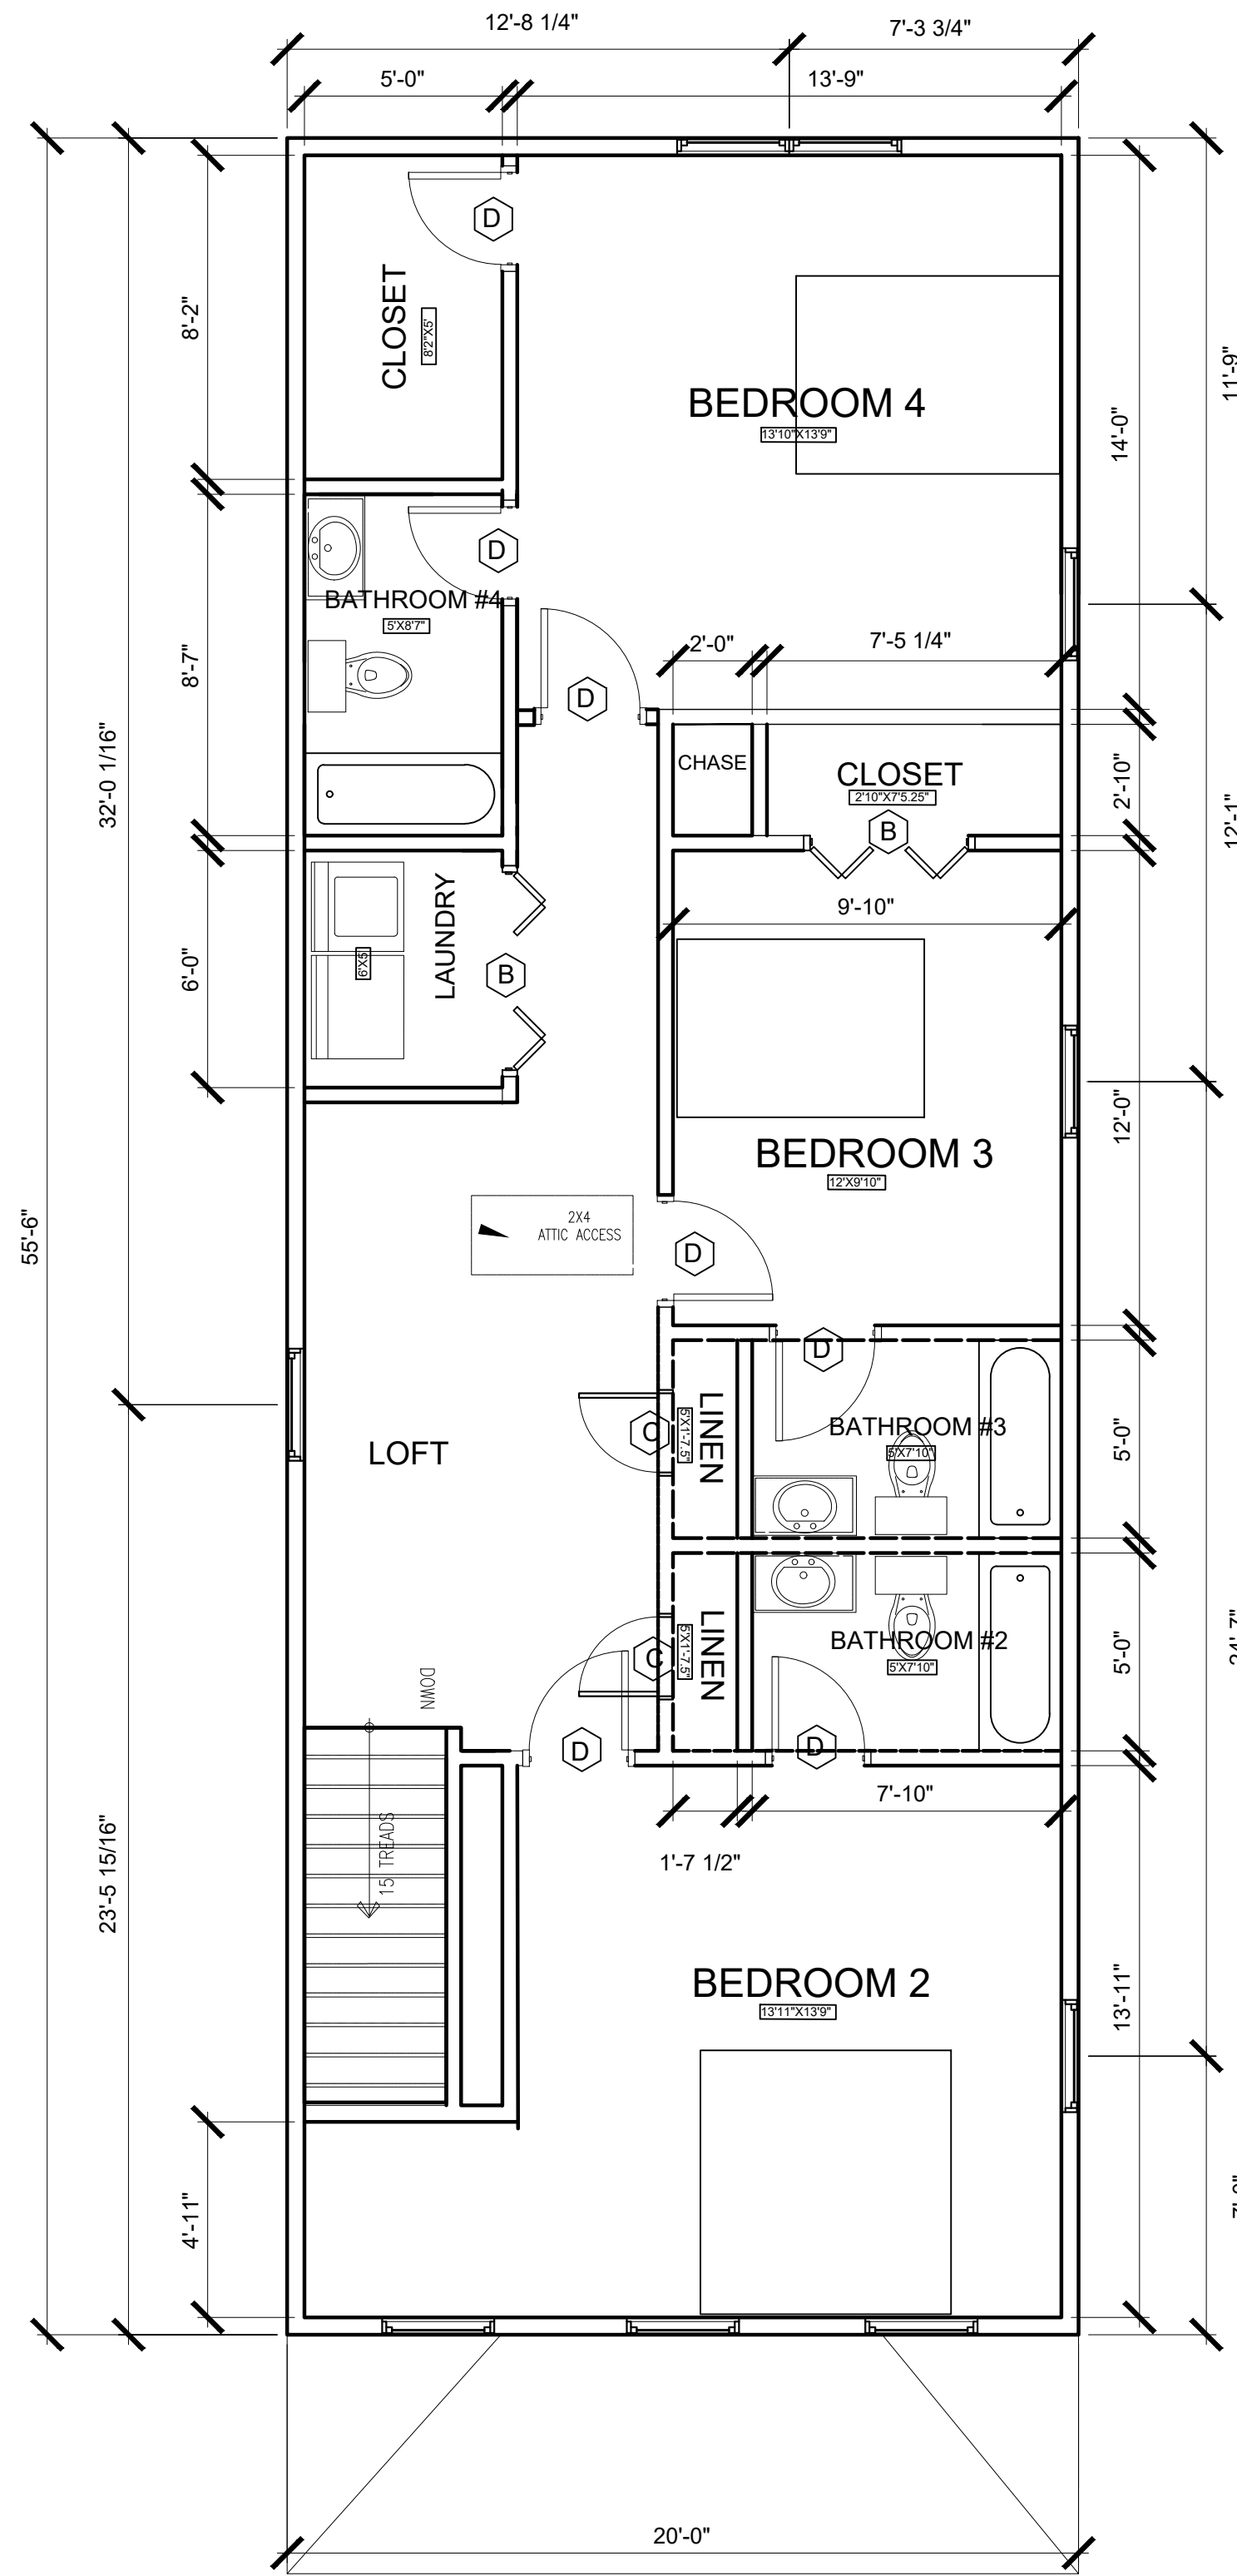 12'-8 1/4"
7'-3 3/4"
5'-0"
13'-9"
D
8'-2"
CLOSET
8'2"X5'
11'-9"
BEDROOM 4
13'10"X13'9"
14'-0"
D
BATHROOM #4
5'X8'7"
8'-7"
2'-0"
7'-5 1/4"
D
32'-0 1/16"
CHASE
CLOSET
2'10"X7'5.25"
B
2'-10"
12'-1"
9'-10"
LAUNDRY
6'X5'
6'-0"
B
12'-0"
BEDROOM 3
12'X9'10"
55'-6"
2X4
ATTIC ACCESS
D
D
C
LINEN
5'X1'-7.5"
BATHROOM #3
5'X7'10"
5'-0"
LOFT
C
LINEN
5'X1'-7.5"
BATHROOM #2
5'X7'10"
5'-0"
DOWN
D
D
7'-10"
1'-7 1/2"
15 TREADS
23'-5 15/16"
BEDROOM 2
13'11"X13'9"
13'-11"
4'-11"
20'-0"